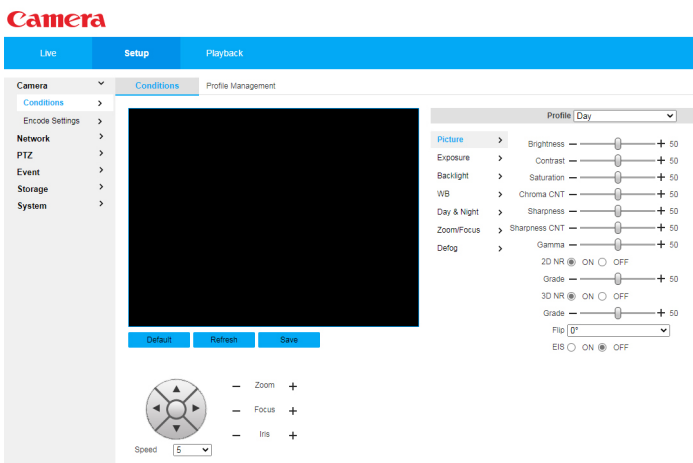 Camera
Live Setup Playback
Camera
Conditions
Encode Settings
Network
PTZ
Event
Storage
System
Conditions Profile Management
Profile Day
Picture
Exposure
Backlight
WB
Day & Night
Zoom/Focus
Defog
Brightness 50
Contrast 50
Saturation 50
Chroma CNT 50
Sharpness 50
Sharpness CNT 50
Gamma 50
2D NR ON OFF
Grade 50
3D NR ON OFF
Grade 50
Flip 0°
EIS ON OFF
Default Refresh Save
− Zoom +
− Focus +
− Iris +
Speed 5